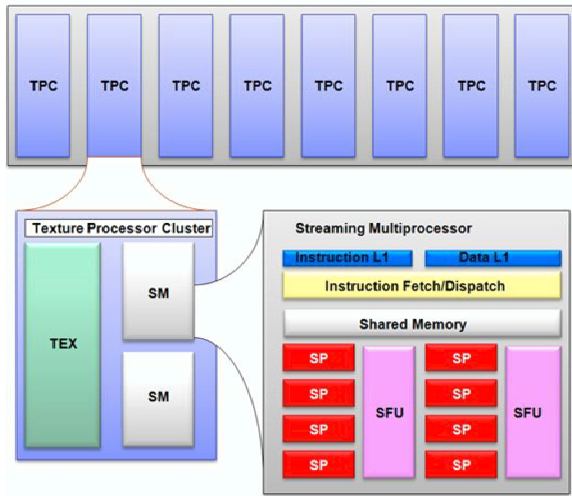 TPC TPC TPC TPC TPC TPC TPC TPC
Texture Processor Cluster
TEX
SM
SM
Streaming Multiprocessor
Instruction L1 Data L1
Instruction Fetch/Dispatch
Shared Memory
SP SP
SP SP
SFU SFU
SP SP
SP SP